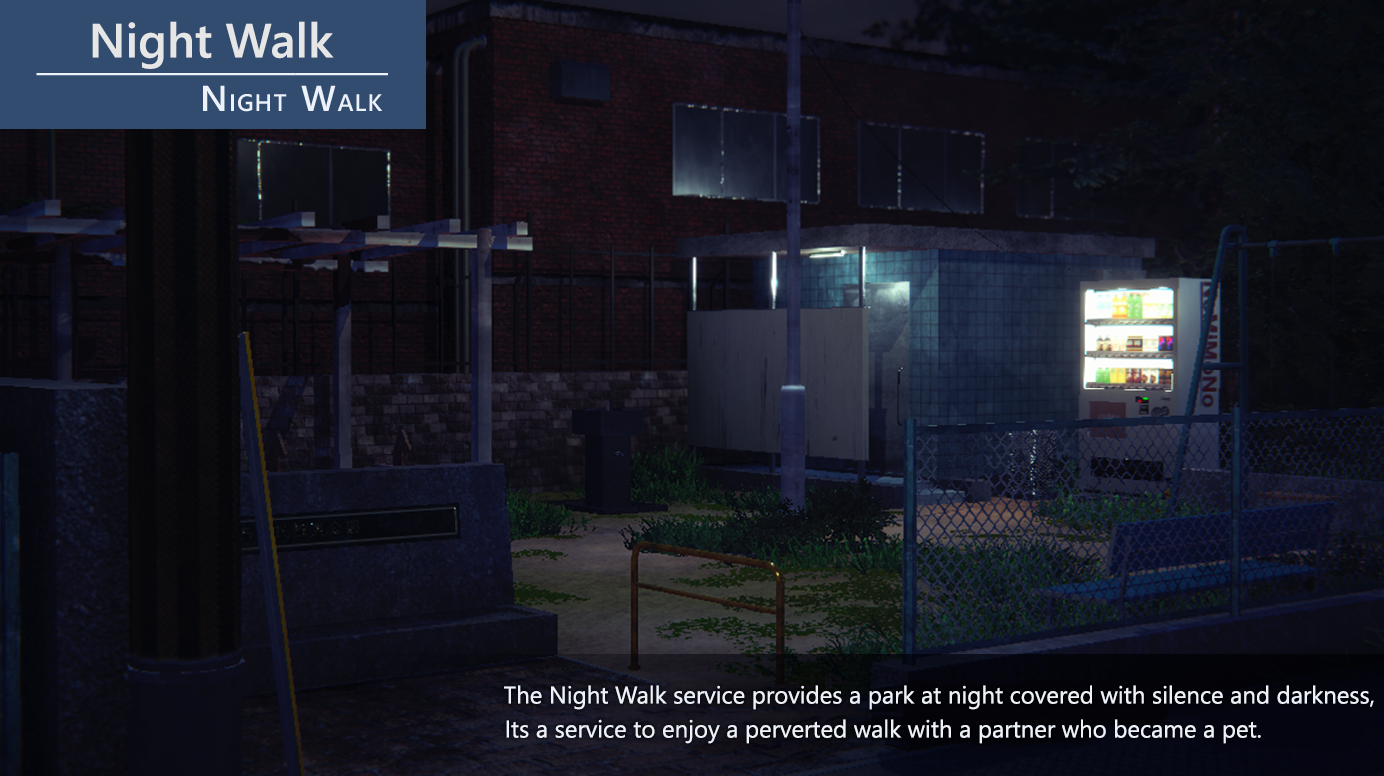 Night Walk
Night Walk
The Night Walk service provides a park at night covered with silence and darkness,
Its a service to enjoy a perverted walk with a partner who became a pet.